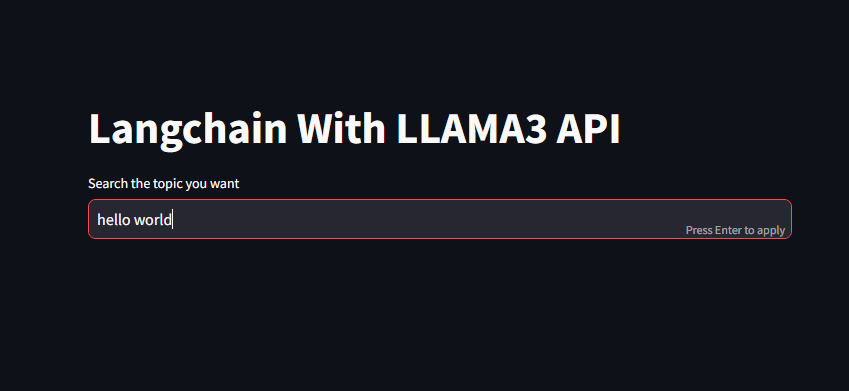 Langchain With LLAMA3 API
Search the topic you want
hello world
Press Enter to apply